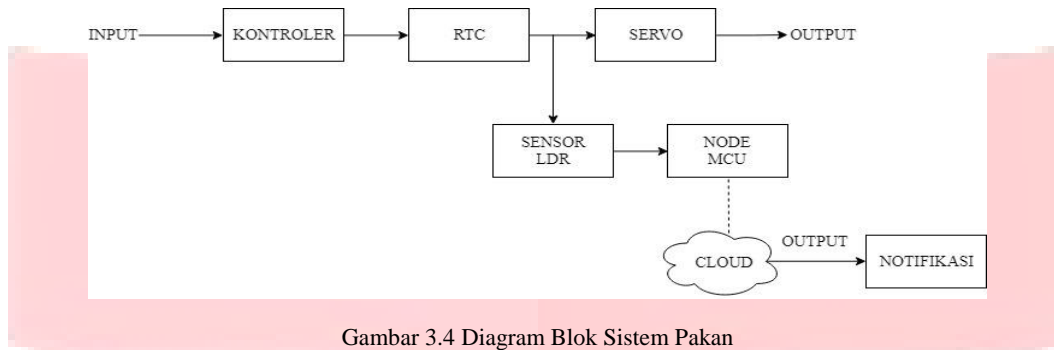 INPUT
KONTROLER
RTC
SERVO
OUTPUT
SENSOR
LDR
NODE
MCU
CLOUD
OUTPUT
NOTIFIKASI
Gambar 3.4 Diagram Blok Sistem Pakan